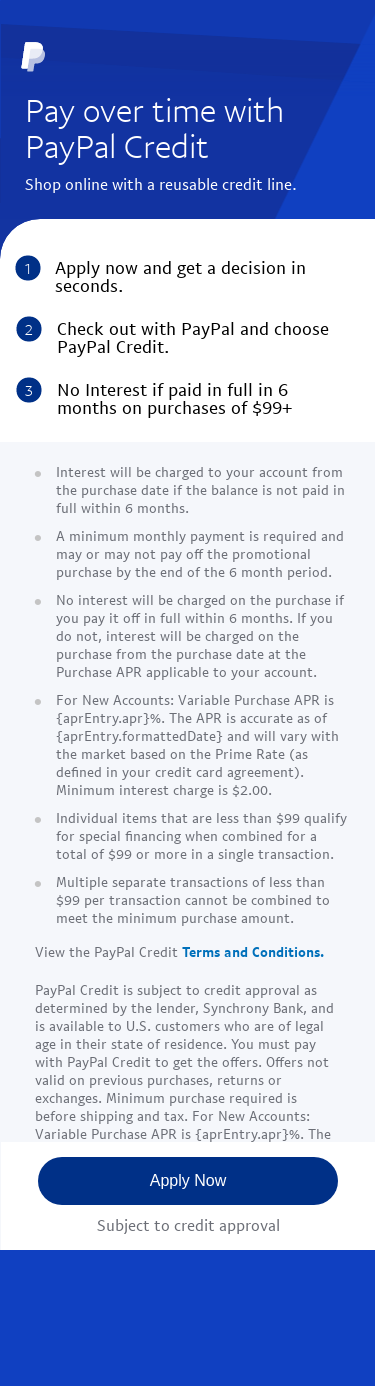 Pay over time with
PayPal Credit
Shop online with a reusable credit line.
1 Apply now and get a decision in
seconds.
2 Check out with PayPal and choose
PayPal Credit.
3 No Interest if paid in full in 6
months on purchases of $99+
Interest will be charged to your account from
the purchase date if the balance is not paid in
full within 6 months.
A minimum monthly payment is required and
may or may not pay off the promotional
purchase by the end of the 6 month period.
No interest will be charged on the purchase if
you pay it off in full within 6 months. If you
do not, interest will be charged on the
purchase from the purchase date at the
Purchase APR applicable to your account.
For New Accounts: Variable Purchase APR is
{aprEntry.apr}%. The APR is accurate as of
{aprEntry.formattedDate} and will vary with
the market based on the Prime Rate (as
defined in your credit card agreement).
Minimum interest charge is $2.00.
Individual items that are less than $99 qualify
for special financing when combined for a
total of $99 or more in a single transaction.
Multiple separate transactions of less than
$99 per transaction cannot be combined to
meet the minimum purchase amount.
View the PayPal Credit Terms and Conditions.
PayPal Credit is subject to credit approval as
determined by the lender, Synchrony Bank, and
is available to U.S. customers who are of legal
age in their state of residence. You must pay
with PayPal Credit to get the offers. Offers not
valid on previous purchases, returns or
exchanges. Minimum purchase required is
before shipping and tax. For New Accounts:
Variable Purchase APR is {aprEntry.apr}%. The
Apply Now
Subject to credit approval